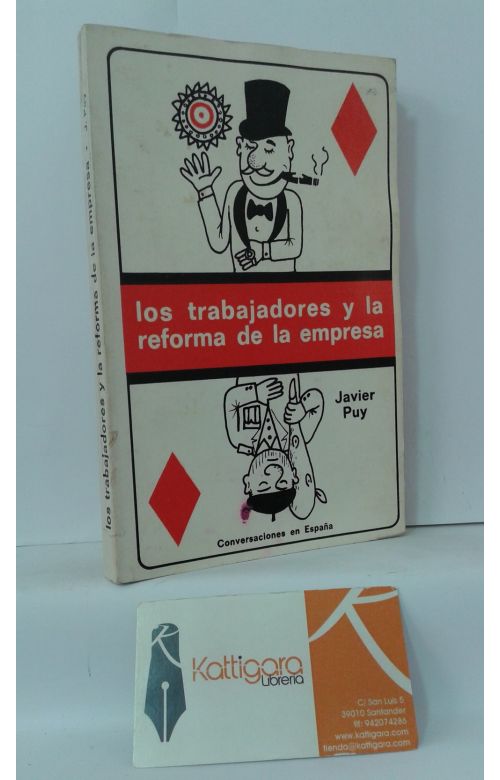 los trabajadores y la reforma de la empresa • J. Puy
los trabajadores y la
reforma de la empresa
Javier
Puy
Conversaciones en España
Kattigara
Librería
C/ San Luis 5
39010 Santander
tlf: 942074286
www.kattigara.com
tienda@kattigara.com